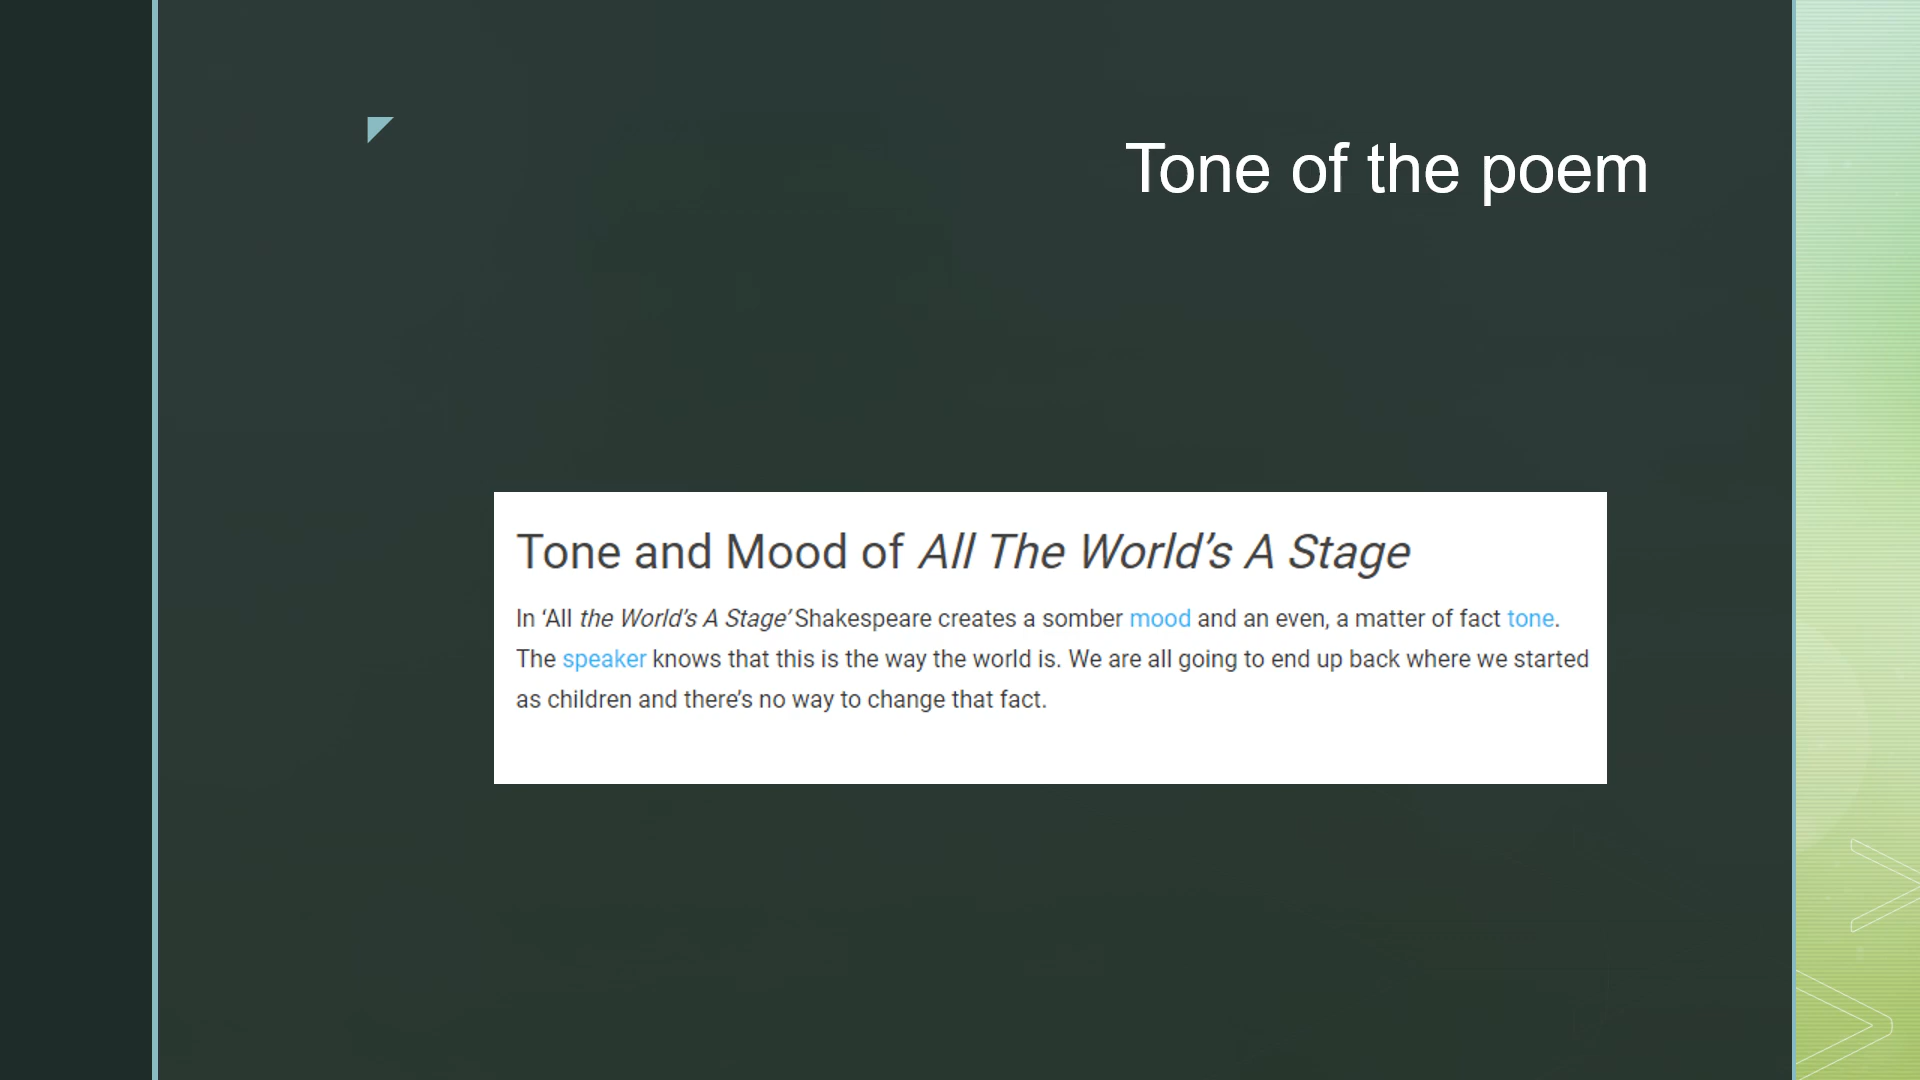 Tone of the poem
Tone and Mood of All The World’s A Stage
In ‘All the World’s A Stage’ Shakespeare creates a somber mood and an even, a matter of fact tone.
The speaker knows that this is the way the world is. We are all going to end up back where we started
as children and there’s no way to change that fact.